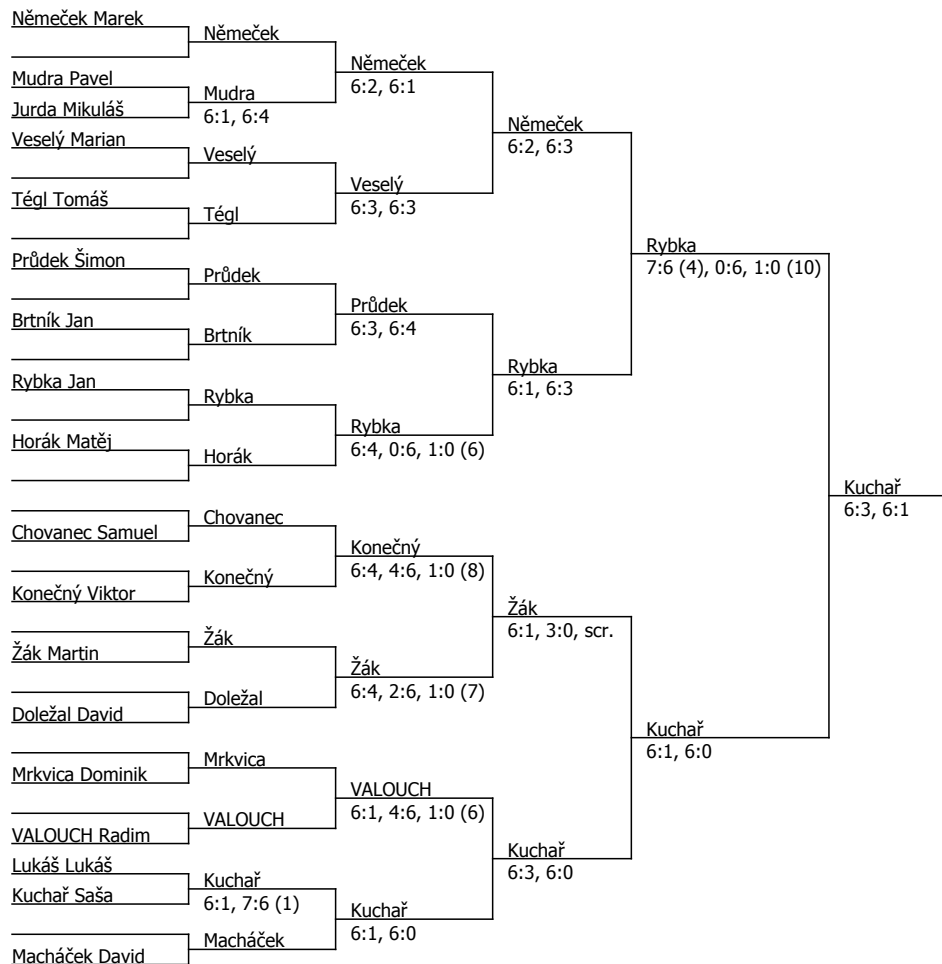 Němeček Marek
Němeček
Němeček
6:2, 6:1
Mudra Pavel
Mudra
Jurda Mikuláš
6:1, 6:4
Němeček
6:2, 6:3
Veselý Marian
Veselý
Veselý
6:3, 6:3
Tégl Tomáš
Tégl
Rybka
7:6 (4), 0:6, 1:0 (10)
Průdek Šimon
Průdek
Průdek
6:3, 6:4
Brtník Jan
Brtník
Rybka
6:1, 6:3
Rybka Jan
Rybka
Rybka
6:4, 0:6, 1:0 (6)
Horák Matěj
Horák
Kuchař
6:3, 6:1
Chovanec
Chovanec Samuel
Konečný
6:4, 4:6, 1:0 (8)
Konečný
Konečný Viktor
Žák
6:1, 3:0, scr.
Žák
Žák Martin
Žák
6:4, 2:6, 1:0 (7)
Doležal
Doležal David
Kuchař
6:1, 6:0
Mrkvica
Mrkvica Dominik
VALOUCH
6:1, 4:6, 1:0 (6)
VALOUCH
VALOUCH Radim
Kuchař
6:3, 6:0
Lukáš Lukáš
Kuchař
Kuchař Saša
6:1, 7:6 (1)
Kuchař
6:1, 6:0
Macháček
Macháček David